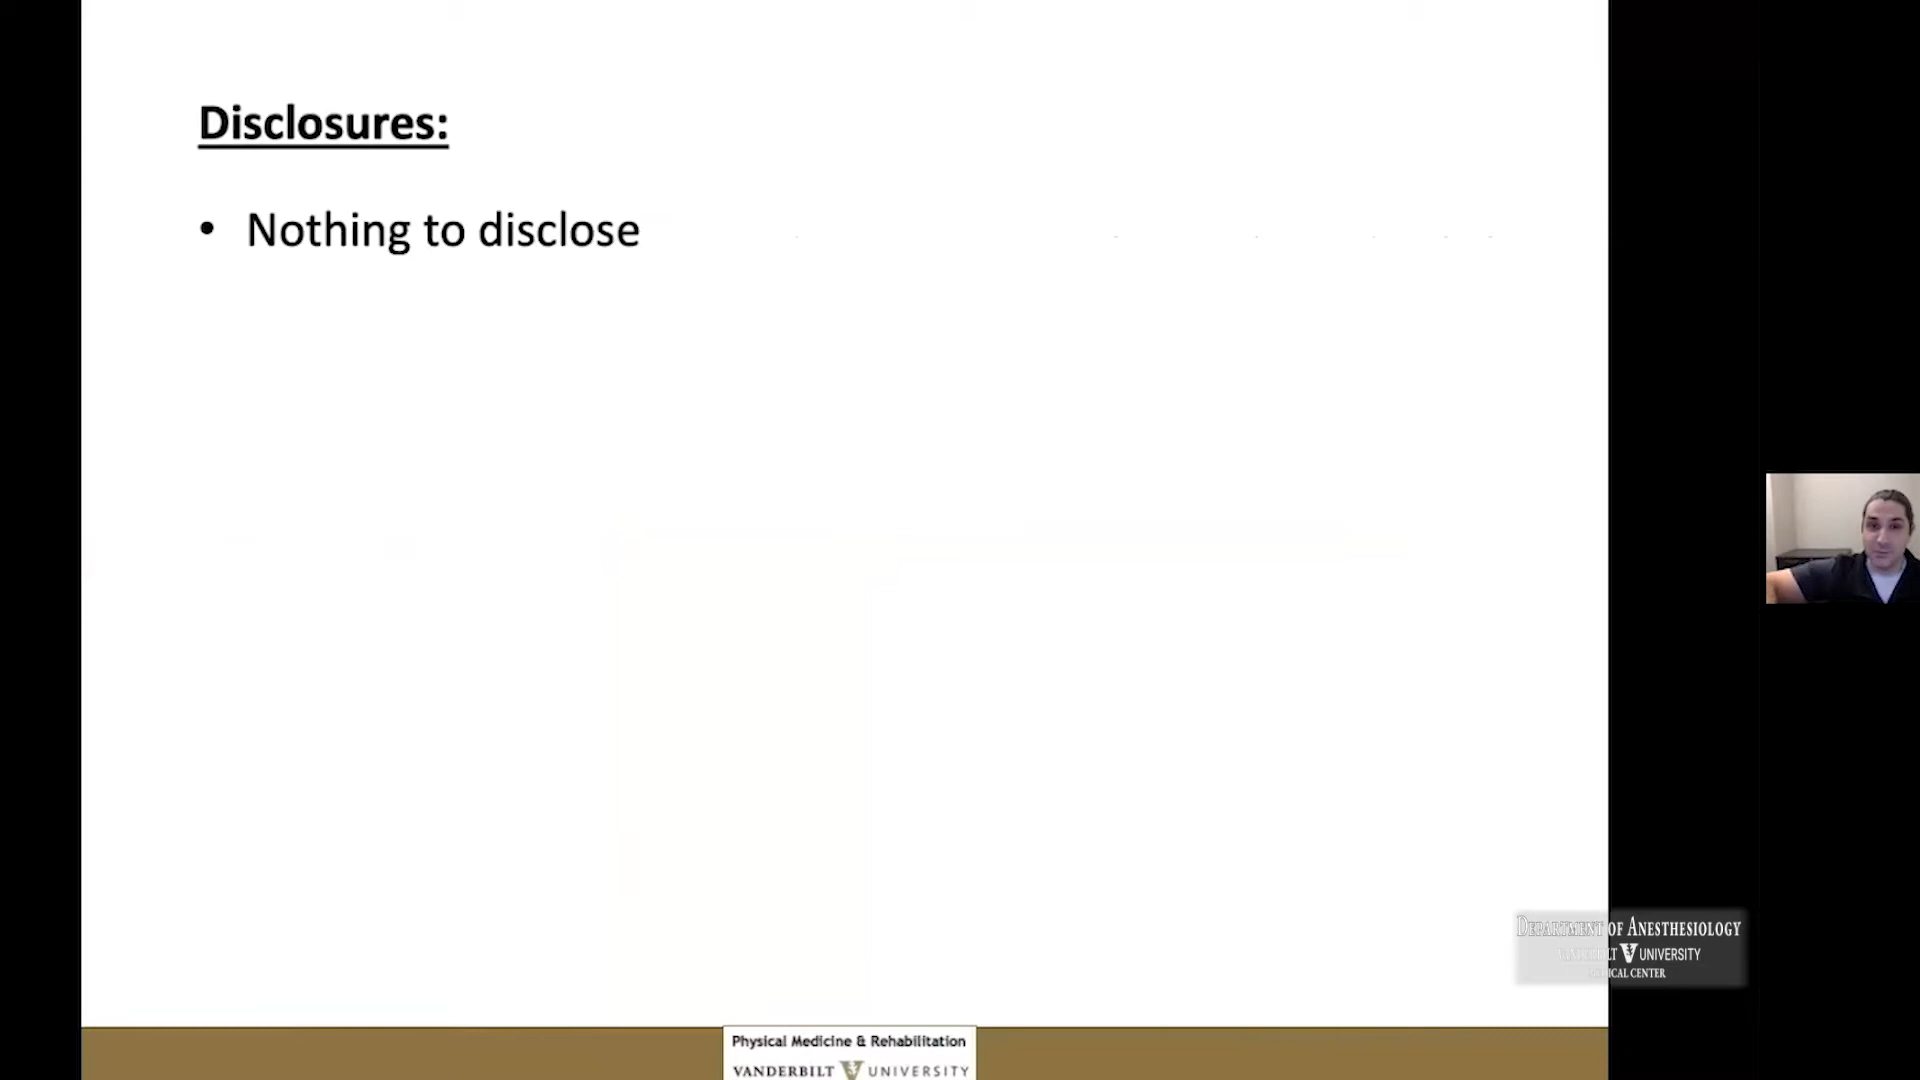 Disclosures:
• Nothing to disclose
DEPARTMENT OF ANESTHESIOLOGY
VANDERBILT UNIVERSITY
MEDICAL CENTER
Physical Medicine & Rehabilitation
VANDERBILT UNIVERSITY